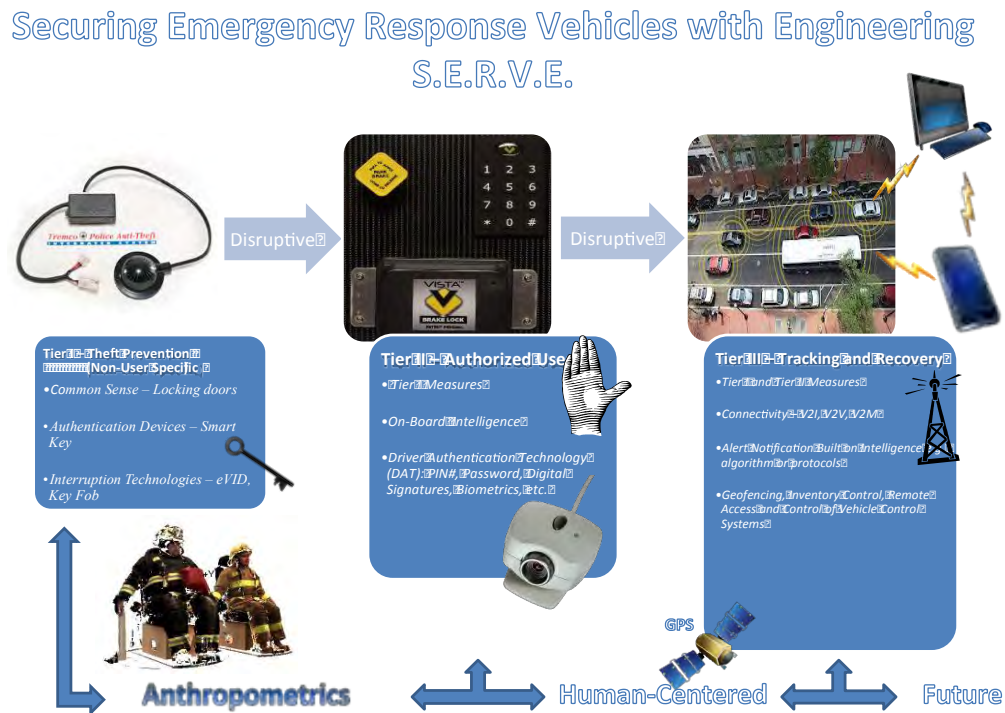 Securing Emergency Response Vehicles with Engineering
S.E.R.V.E.
Tremco Police Anti-Theft
INTEGRATED SYSTEM
Disruptive
PARK
BRAKE
1 2 3
4 5 6
7 8 9
* 0 #
VISTA
BRAKE LOCK
Disruptive
Tier I – Theft Prevention
(Non-User Specific
•Common Sense – Locking doors
•Authentication Devices – Smart
Key
•Interruption Technologies – eVID,
Key Fob
Tier II – Authorized Use
•Tier I Measures
•On-Board Intelligence
•Driver Authentication Technology
(DAT): PIN#, Password, Digital
Signatures, Biometrics, etc.
Tier III – Tracking and Recovery
•Tier I and Tier II Measures
•Connectivity – V2I, V2V, V2M
•Alert Notification Built on Intelligence
algorithm or protocols
•Geofencing, Inventory Control, Remote
Access and Control of Vehicle Control
Systems
+Y
GPS
Anthropometrics
Human-Centered
Future